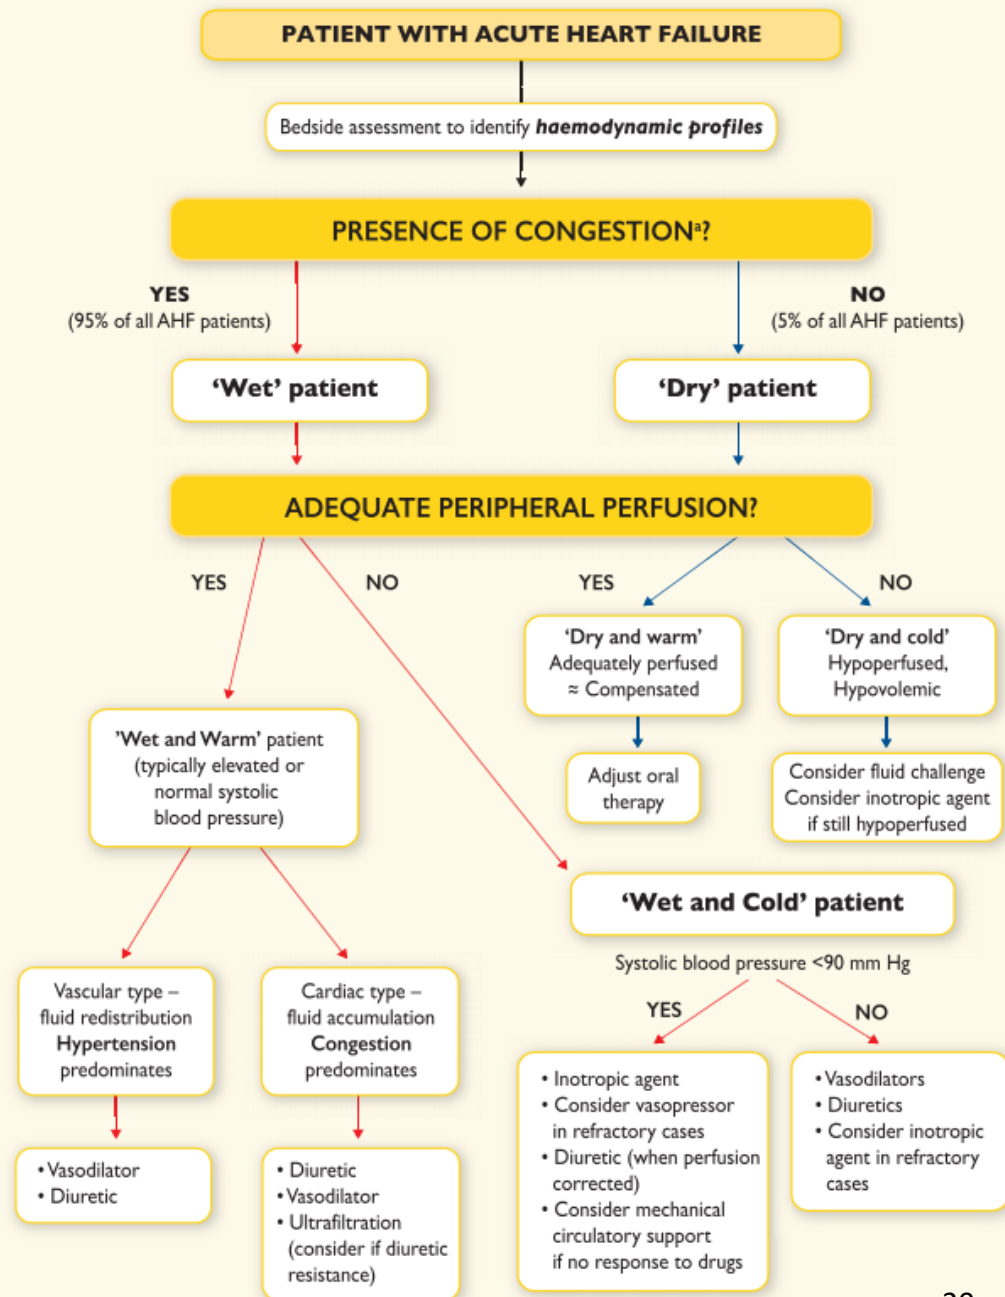 PATIENT WITH ACUTE HEART FAILURE
Bedside assessment to identify haemodynamic profiles
PRESENCE OF CONGESTIONᵃ?
YES
(95% of all AHF patients)
NO
(5% of all AHF patients)
‘Wet’ patient
‘Dry’ patient
ADEQUATE PERIPHERAL PERFUSION?
YES
NO
YES
NO
‘Dry and warm’
Adequately perfused
≈ Compensated
‘Dry and cold’
Hypoperfused,
Hypovolemic
’Wet and Warm’ patient
(typically elevated or
normal systolic
blood pressure)
Adjust oral
therapy
Consider fluid challenge
Consider inotropic agent
if still hypoperfused
‘Wet and Cold’ patient
Systolic blood pressure <90 mm Hg
YES
NO
Vascular type –
fluid redistribution
Hypertension
predominates
Cardiac type –
fluid accumulation
Congestion
predominates
• Vasodilator
• Diuretic
• Diuretic
• Vasodilator
• Ultrafiltration
(consider if diuretic
resistance)
• Inotropic agent
• Consider vasopressor
in refractory cases
• Diuretic (when perfusion
corrected)
• Consider mechanical
circulatory support
if no response to drugs
• Vasodilators
• Diuretics
• Consider inotropic
agent in refractory
cases